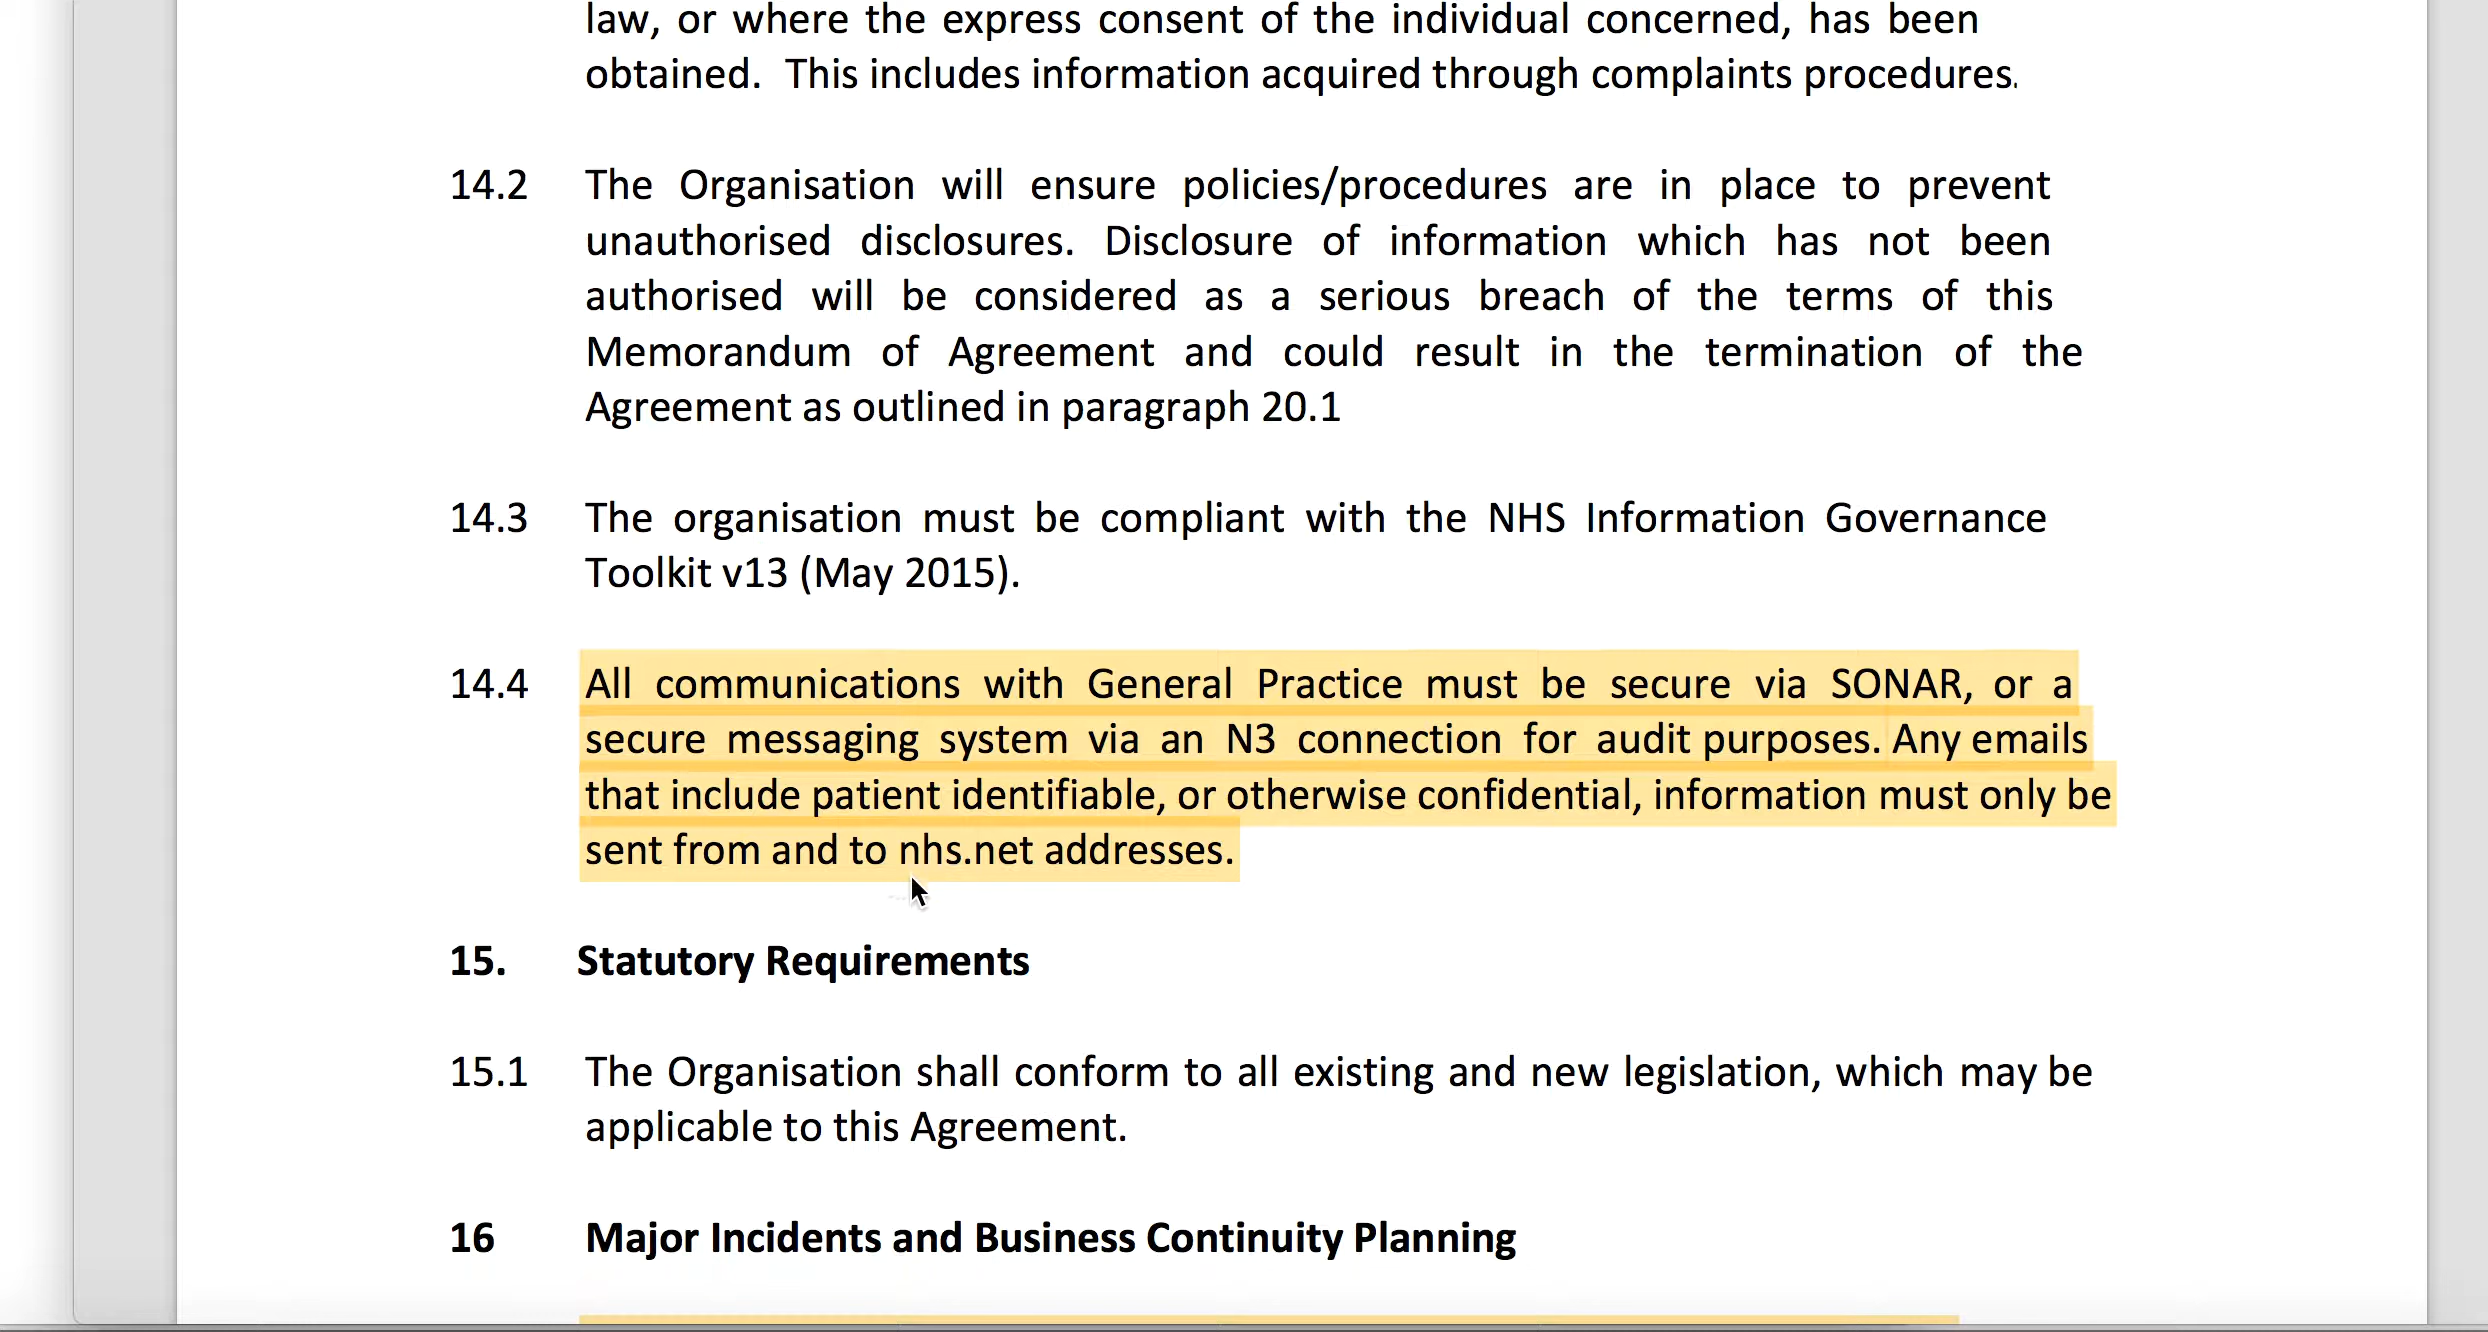 law, or where the express consent of the individual concerned, has been
obtained.  This includes information acquired through complaints procedures.
14.2 The Organisation will ensure policies/procedures are in place to prevent
unauthorised disclosures. Disclosure of information which has not been
authorised will be considered as a serious breach of the terms of this
Memorandum of Agreement and could result in the termination of the
Agreement as outlined in paragraph 20.1
14.3 The organisation must be compliant with the NHS Information Governance
Toolkit v13 (May 2015).
14.4 All communications with General Practice must be secure via SONAR, or a
secure messaging system via an N3 connection for audit purposes. Any emails
that include patient identifiable, or otherwise confidential, information must only be
sent from and to nhs.net addresses.
15. Statutory Requirements
15.1 The Organisation shall conform to all existing and new legislation, which may be
applicable to this Agreement.
16 Major Incidents and Business Continuity Planning